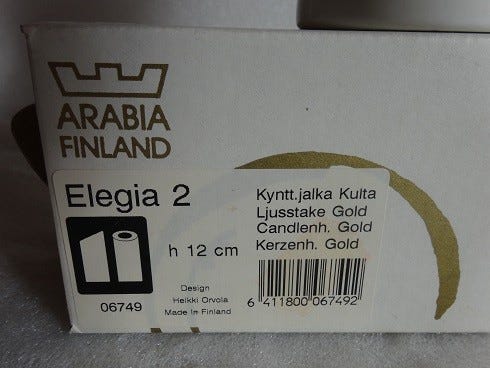 ARABIA
FINLAND
Elegia 2
Kyntt.jalka Kulta
Ljusstake Gold
Candlenh. Gold
Kerzenh. Gold
h 12 cm
Design
Heikki Orvola
Made In Finland
06749
6 411800 067492